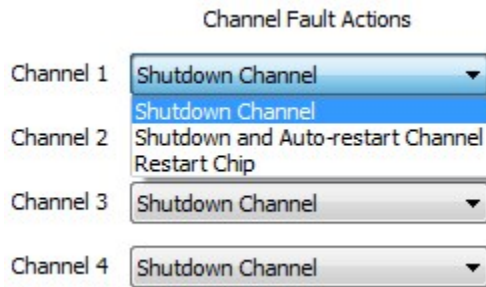 Channel Fault Actions
Channel 1 Shutdown Channel
Shutdown Channel
Channel 2 Shutdown and Auto-restart Channel
Restart Chip
Channel 3 Shutdown Channel
Channel 4 Shutdown Channel